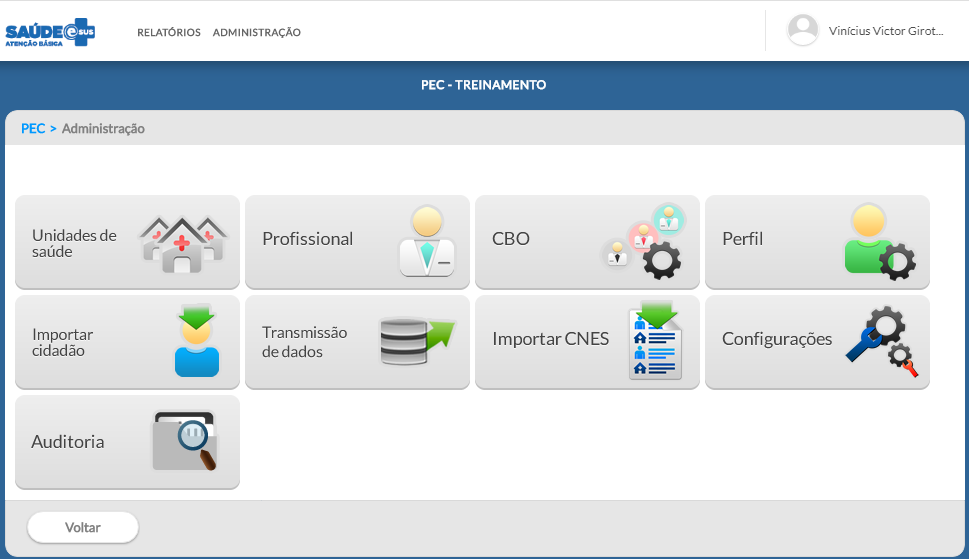 SAÚDE e SUS
ATENÇÃO BÁSICA
RELATÓRIOS ADMINISTRAÇÃO
Vinícius Victor Girot...
PEC - TREINAMENTO
PEC > Administração
Unidades de
saúde
Profissional
CBO
Perfil
Importar
cidadão
Transmissão
de dados
Importar CNES
Configurações
Auditoria
Voltar